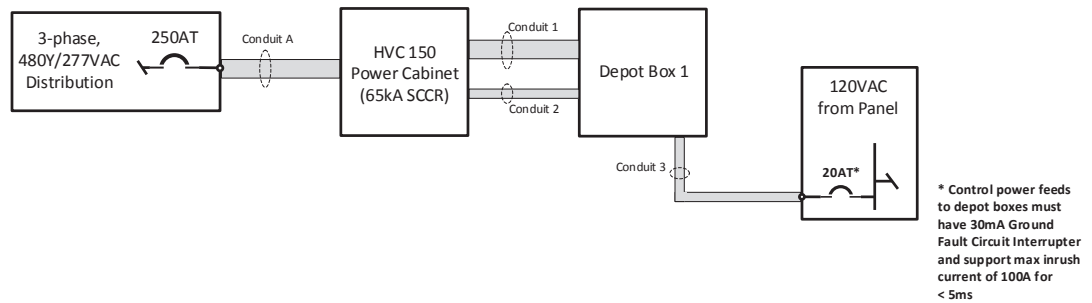 3-phase,
480Y/277VAC
Distribution
250AT
Conduit A
HVC 150
Power Cabinet
(65kA SCCR)
Conduit 1
Conduit 2
Depot Box 1
Conduit 3
120VAC
from Panel
20AT*
* Control power feeds
to depot boxes must
have 30mA Ground
Fault Circuit Interrupter
and support max inrush
current of 100A for
< 5ms